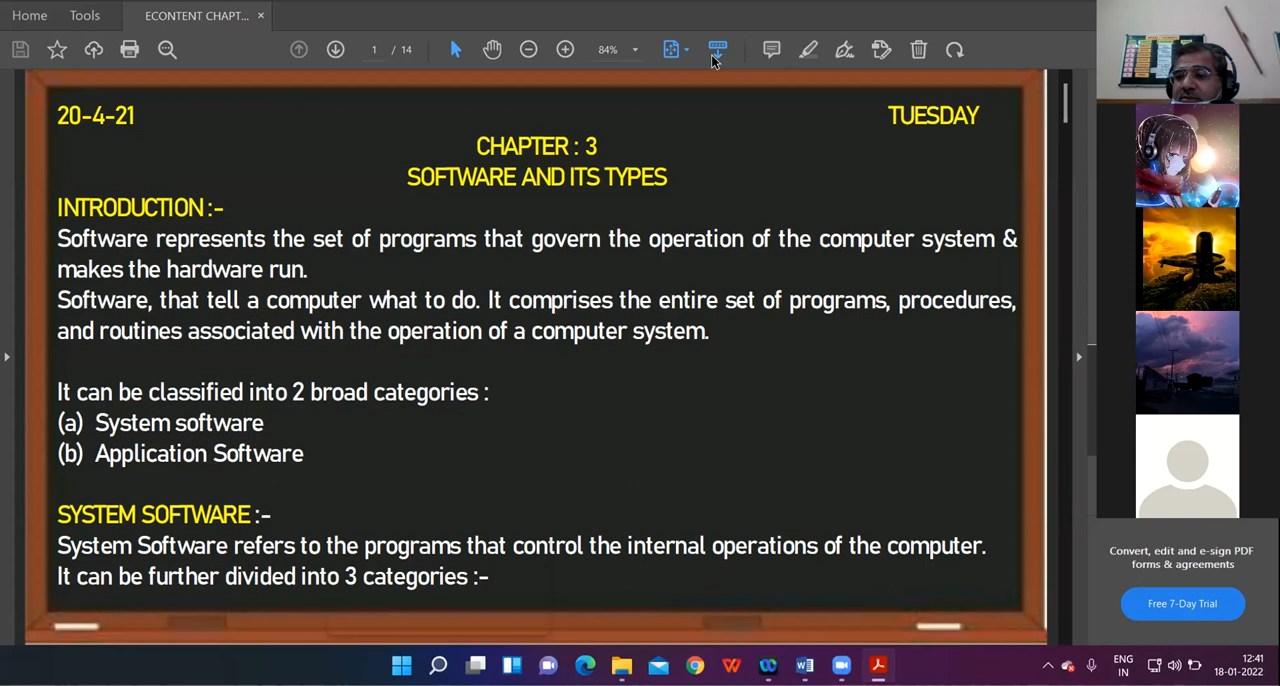 Home Tools ECONTENT CHAPT... ×
1 / 14 84%
20-4-21 TUESDAY
CHAPTER : 3
SOFTWARE AND ITS TYPES
INTRODUCTION :-
Software represents the set of programs that govern the operation of the computer system &
makes the hardware run.
Software, that tell a computer what to do. It comprises the entire set of programs, procedures,
and routines associated with the operation of a computer system.
It can be classified into 2 broad categories :
(a) System software
(b) Application Software
SYSTEM SOFTWARE :-
System Software refers to the programs that control the internal operations of the computer.
It can be further divided into 3 categories :-
Convert, edit and e-sign PDF
forms & agreements
Free 7-Day Trial
ENG
IN
12:41
18-01-2022